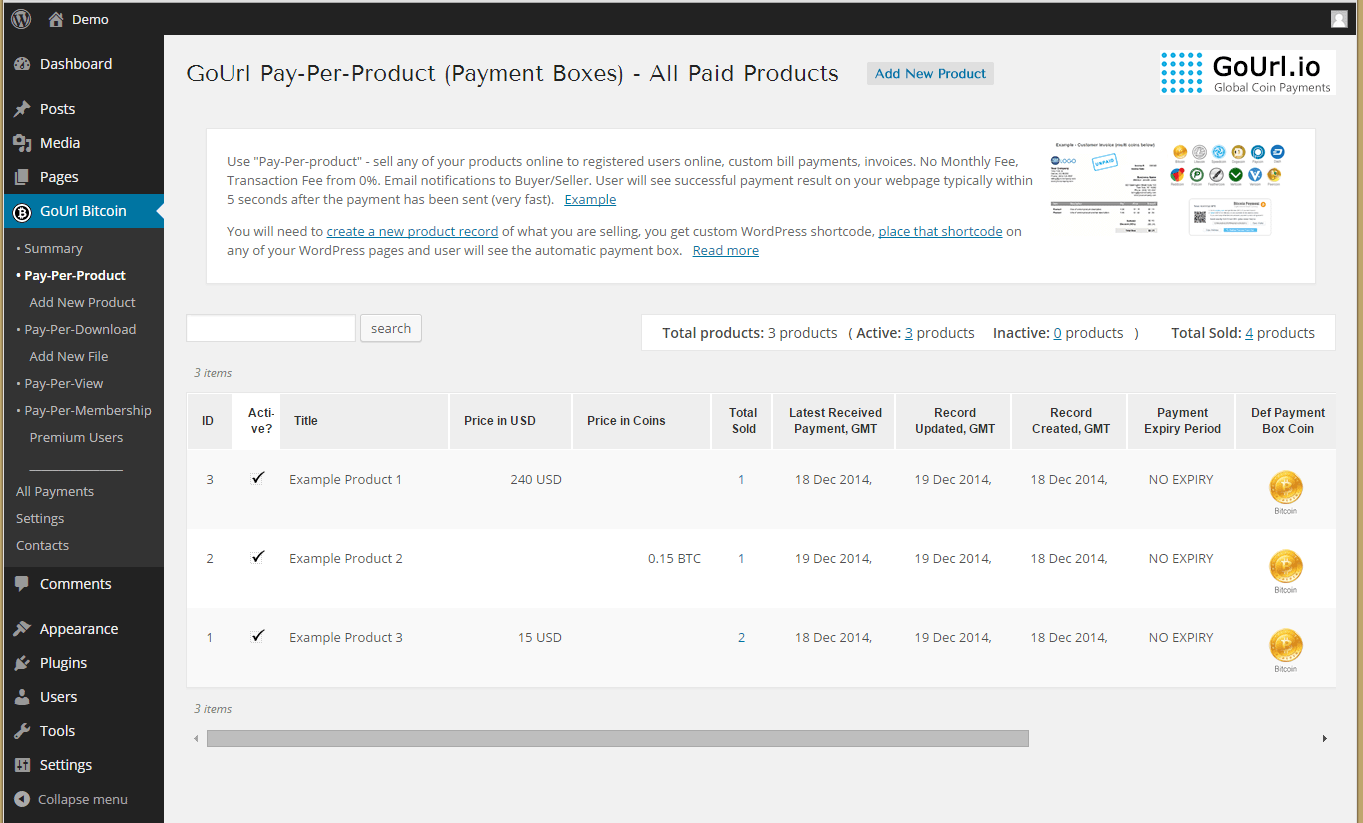 Demo
Dashboard
Posts
Media
Pages
GoUrl Bitcoin
• Summary
• Pay-Per-Product
Add New Product
• Pay-Per-Download
Add New File
• Pay-Per-View
• Pay-Per-Membership
Premium Users
All Payments
Settings
Contacts
Comments
Appearance
Plugins
Users
Tools
Settings
Collapse menu
GoUrl Pay-Per-Product (Payment Boxes) - All Paid Products
Add New Product
GoUrl.io
Global Coin Payments
Use "Pay-Per-product" - sell any of your products online to registered users online, custom bill payments, invoices. No Monthly Fee,
Transaction Fee from 0%. Email notifications to Buyer/Seller. User will see successful payment result on your webpage typically within
5 seconds after the payment has been sent (very fast). Example
You will need to create a new product record of what you are selling, you get custom WordPress shortcode, place that shortcode on
any of your WordPress pages and user will see the automatic payment box. Read more
Example - Customer Invoice (multi coins below)
LOGO
UNPAID
search
Total products: 3 products ( Active: 3 products Inactive: 0 products ) Total Sold: 4 products
3 items
ID Acti-ve? Title Price in USD Price in Coins Total Sold Latest Received Payment, GMT Record Updated, GMT Record Created, GMT Payment Expiry Period Def Payment Box Coin
3 ✓ Example Product 1 240 USD 1 18 Dec 2014, 19 Dec 2014, 18 Dec 2014, NO EXPIRY
Bitcoin
2 ✓ Example Product 2 0.15 BTC 1 19 Dec 2014, 19 Dec 2014, 18 Dec 2014, NO EXPIRY
Bitcoin
1 ✓ Example Product 3 15 USD 2 18 Dec 2014, 19 Dec 2014, 18 Dec 2014, NO EXPIRY
Bitcoin
3 items